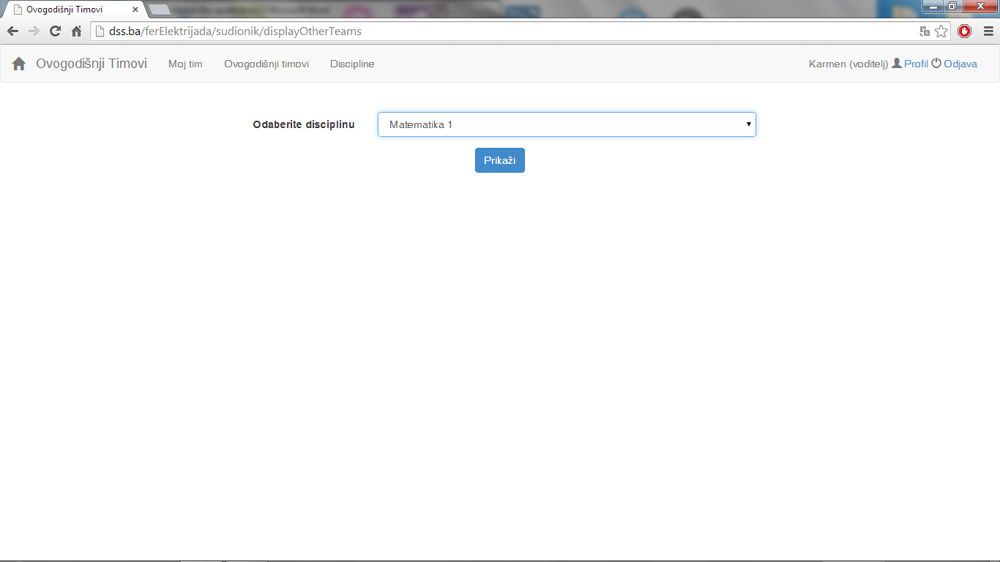 Ovogodišnji Timovi
dss.ba/ferElektrijada/sudionik/displayOtherTeams
Ovogodišnji Timovi Moj tim Ovogodišnji timovi Discipline Karmen (voditelj) Profil Odjava
Odaberite disciplinu Matematika 1
Prikaži